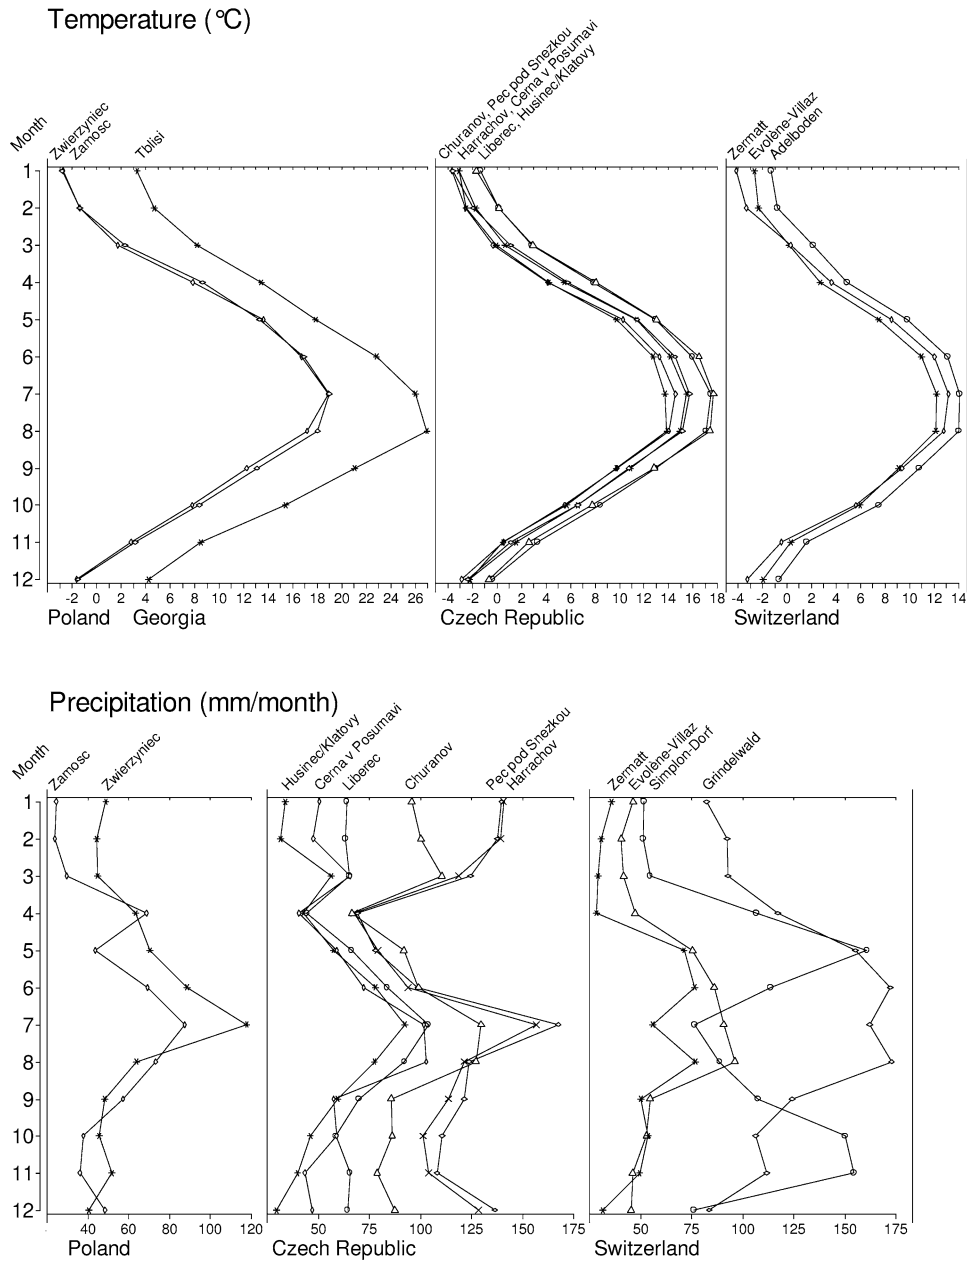 Temperature (°C)
Month
Zwierzyniec
Zamosc
Tblisi
Churanov, Pec pod Snezkou
Harrachov, Cerna v Posumavi
Liberec, Husinec/Klatovy
Zermatt
Evolène-Villaz
Adelboden
1
2
3
4
5
6
7
8
9
10
11
12
-2 0 2 4 6 8 10 12 14 16 18 20 22 24 26
-4 -2 0 2 4 6 8 10 12 14 16 18
-4 -2 0 2 4 6 8 10 12 14
Poland Georgia Czech Republic Switzerland
Precipitation (mm/month)
Month
Zamosc
Zwierzyniec
Husinec/Klatovy
Cerna v Posumavi
Liberec
Churanov
Pec pod Snezkou
Harrachov
Zermatt
Evolène-Villaz
Simplon-Dorf
Grindelwald
1
2
3
4
5
6
7
8
9
10
11
12
20 40 60 80 100 120
50 75 100 125 150 175
50 75 100 125 150 175
Poland Czech Republic Switzerland